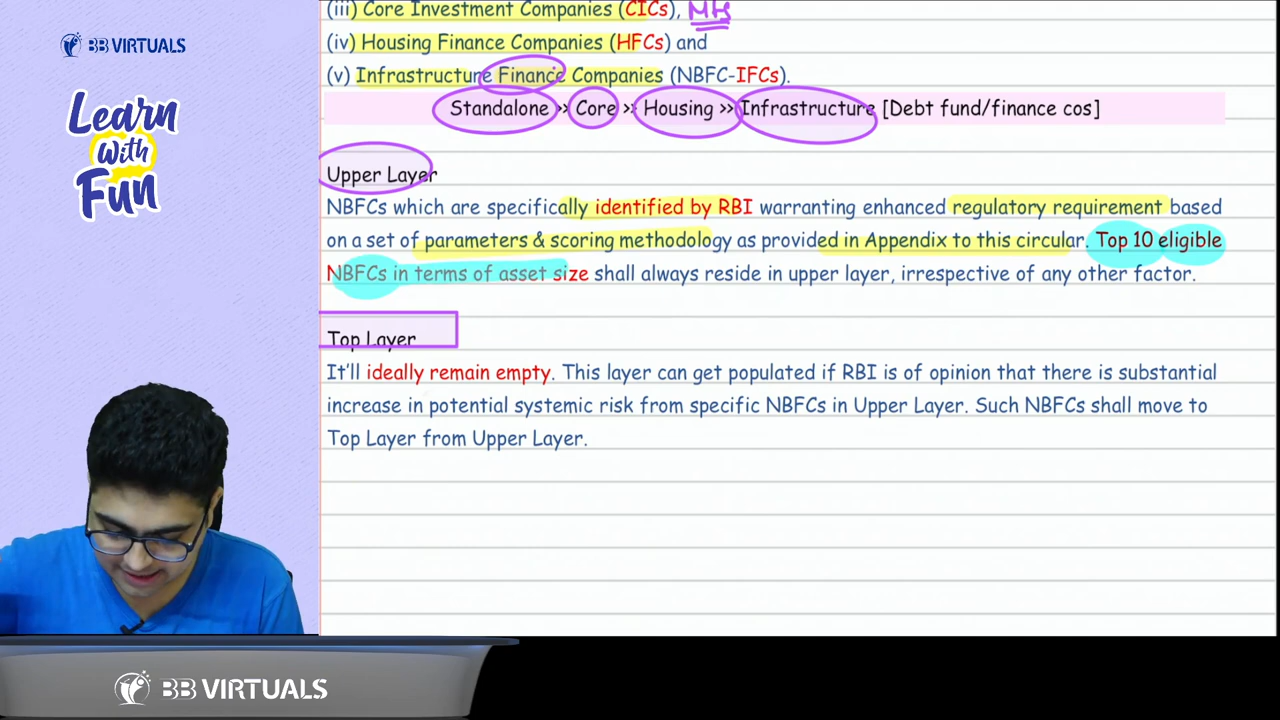 BB VIRTUALS
Learn
With
Fun
(iii) Core Investment Companies (CICs),
(iv) Housing Finance Companies (HFCs) and
(v) Infrastructure Finance Companies (NBFC-IFCs).
Standalone >> Core >> Housing >> Infrastructure [Debt fund/finance cos]
Upper Layer
NBFCs which are specifically identified by RBI warranting enhanced regulatory requirement based
on a set of parameters & scoring methodology as provided in Appendix to this circular. Top 10 eligible
NBFCs in terms of asset size shall always reside in upper layer, irrespective of any other factor.
Top Layer
It'll ideally remain empty. This layer can get populated if RBI is of opinion that there is substantial
increase in potential systemic risk from specific NBFCs in Upper Layer. Such NBFCs shall move to
Top Layer from Upper Layer.
BB VIRTUALS